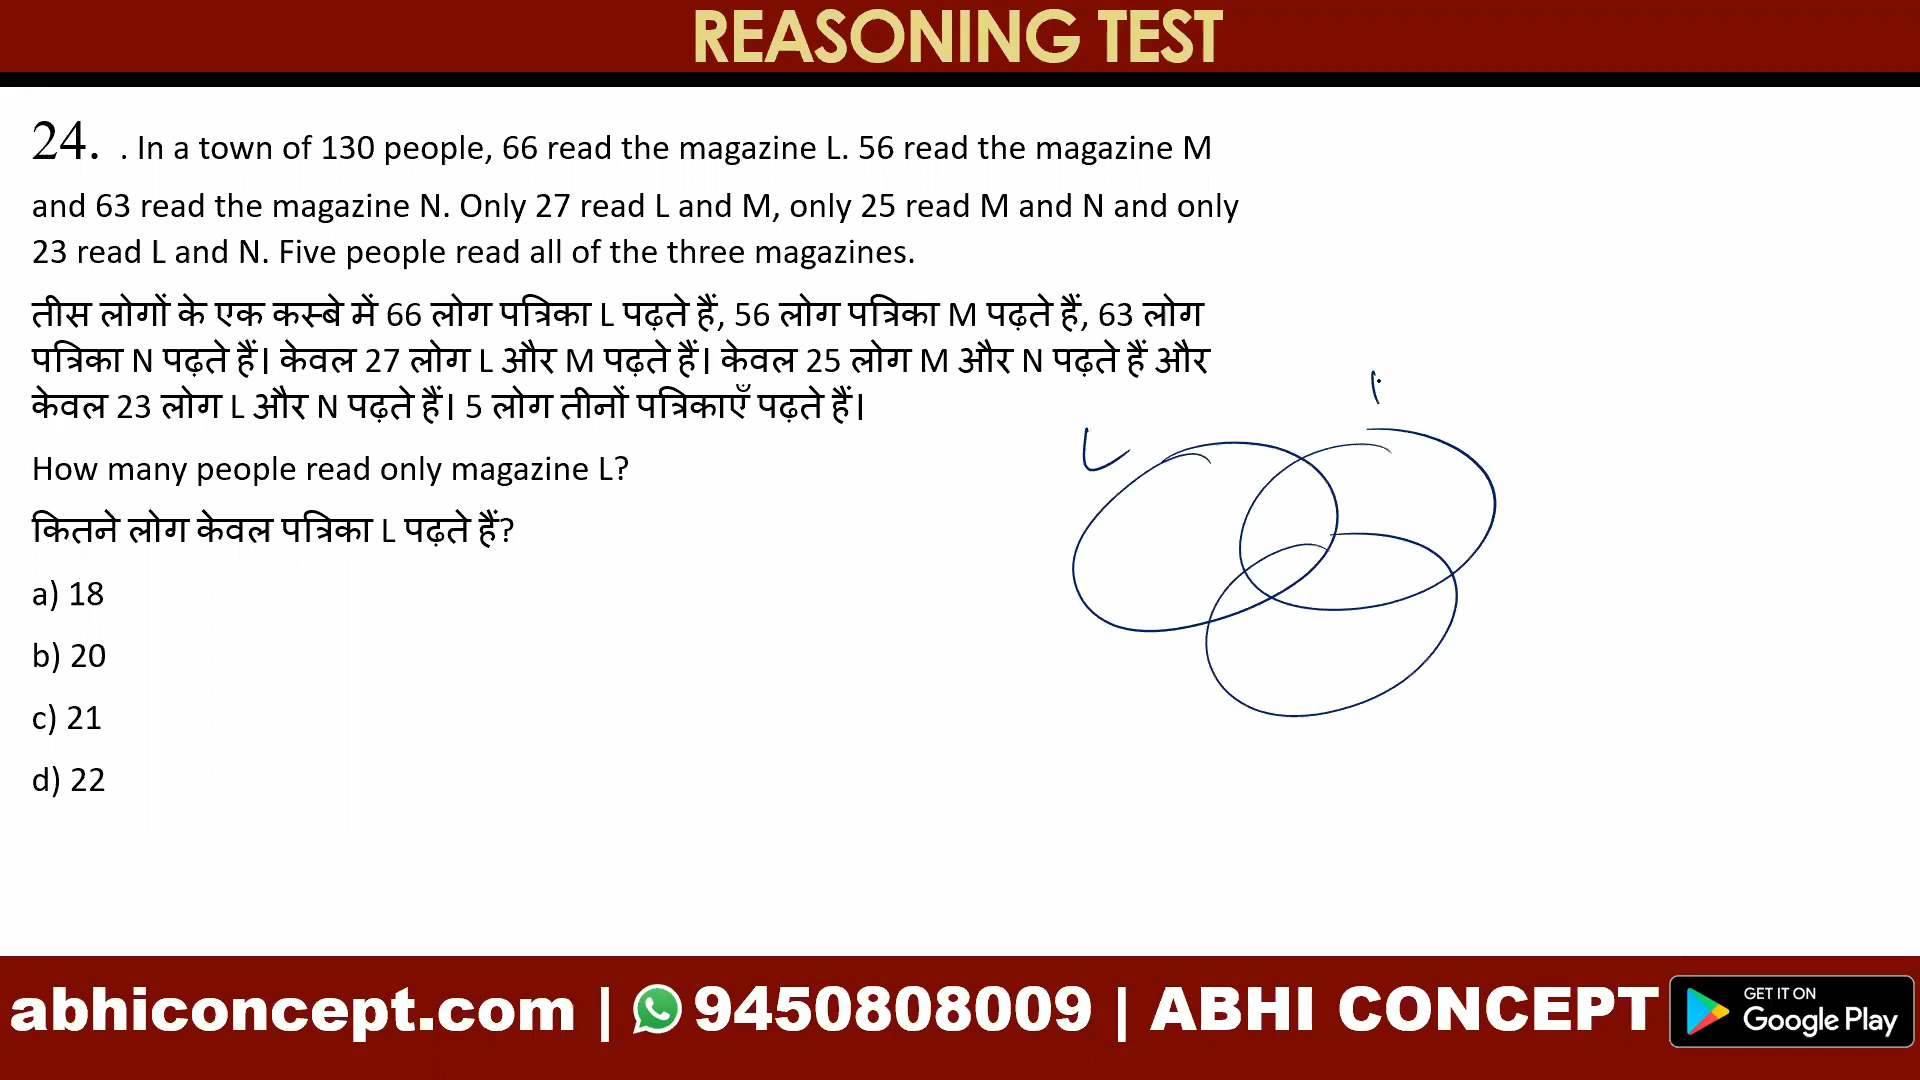 REASONING TEST
24. . In a town of 130 people, 66 read the magazine L. 56 read the magazine M
and 63 read the magazine N. Only 27 read L and M, only 25 read M and N and only
23 read L and N. Five people read all of the three magazines.
तीस लोगों के एक कस्बे में 66 लोग पत्रिका L पढ़ते हैं, 56 लोग पत्रिका M पढ़ते हैं, 63 लोग
पत्रिका N पढ़ते हैं। केवल 27 लोग L और M पढ़ते हैं। केवल 25 लोग M और N पढ़ते हैं और
केवल 23 लोग L और N पढ़ते हैं। 5 लोग तीनों पत्रिकाएँ पढ़ते हैं।
How many people read only magazine L?
कितने लोग केवल पत्रिका L पढ़ते हैं?
a) 18
b) 20
c) 21
d) 22
L
abhiconcept.com | 9450808009 | ABHI CONCEPT
GET IT ON
Google Play